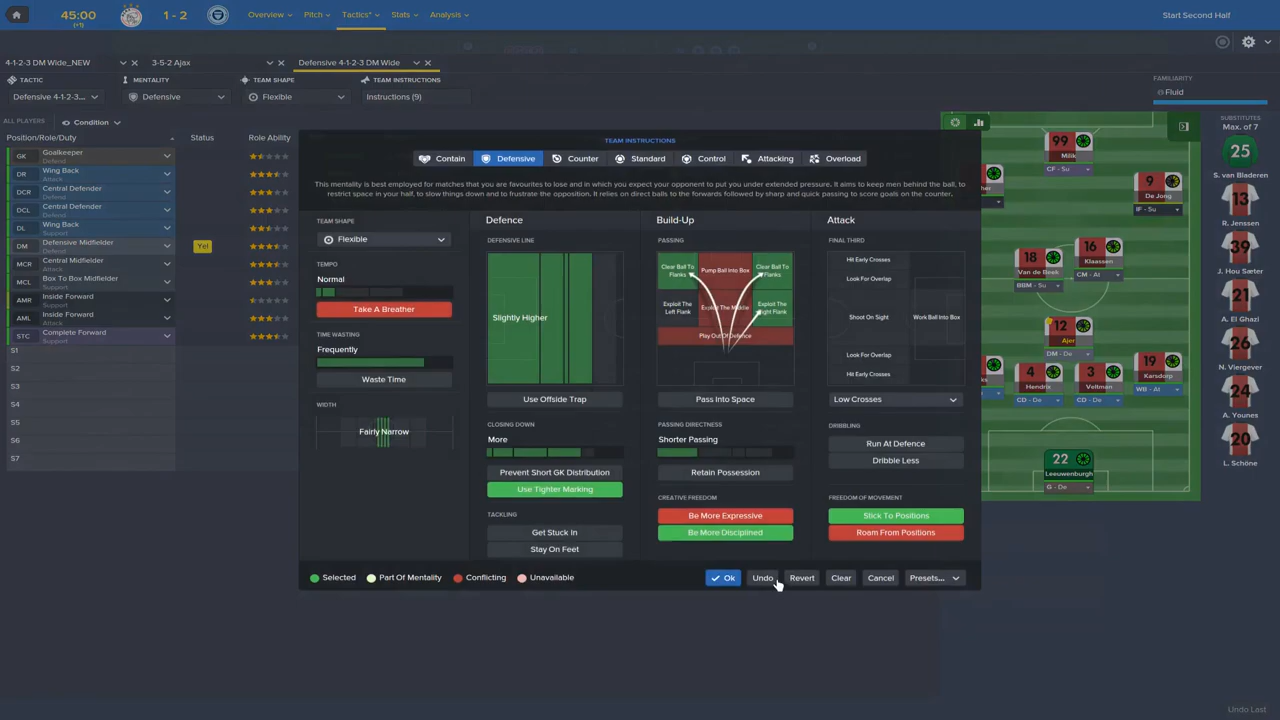 45:00
(+1)
1 - 2
Overview
Pitch
Tactics*
Stats
Analysis
Start Second Half
4-1-2-3 DM Wide_NEW
3-5-2 Ajax
Defensive 4-1-2-3 DM Wide
TACTIC
MENTALITY
TEAM SHAPE
TEAM INSTRUCTIONS
FAMILIARITY
Defensive 4-1-2-3...
Defensive
Flexible
Instructions (9)
Fluid
ALL PLAYERS
Condition
Position/Role/Duty
Status
Role Ability
GK
Goalkeeper
Defend
DR
Wing Back
Attack
DCR
Central Defender
Defend
DCL
Central Defender
Defend
DL
Wing Back
Support
DM
Defensive Midfielder
Defend
Yel
MCR
Central Midfielder
Attack
MCL
Box To Box Midfielder
Support
AMR
Inside Forward
Support
AML
Inside Forward
Attack
STC
Complete Forward
Support
S1
S2
S3
S4
S5
S6
S7
TEAM INSTRUCTIONS
Contain
Defensive
Counter
Standard
Control
Attacking
Overload
This mentality is best employed for matches that you are favourites to lose and in which you expect your opponent to put you under extended pressure. It aims to keep men behind the ball, to
restrict space in your own half, to slow things down and to frustrate the opposition. It relies on direct balls to the forwards followed by sharp and quick passing to score goals on the counter.
TEAM SHAPE
Flexible
TEMPO
Normal
Take A Breather
TIME WASTING
Frequently
Waste Time
WIDTH
Fairly Narrow
Defence
DEFENSIVE LINE
Slightly Higher
Use Offside Trap
CLOSING DOWN
More
Prevent Short GK Distribution
Use Tighter Marking
TACKLING
Get Stuck In
Stay On Feet
Build-Up
PASSING
Clear Ball To
Flanks
Pump Ball Into Box
Clear Ball To
Flanks
Exploit The
Left Flank
Exploit The Middle
Exploit The
Right Flank
Play Out Of Defence
Pass Into Space
PASSING DIRECTNESS
Shorter Passing
Retain Possession
CREATIVE FREEDOM
Be More Expressive
Be More Disciplined
Attack
FINAL THIRD
Hit Early Crosses
Look For Overlap
Shoot On Sight
Work Ball Into Box
Look For Overlap
Hit Early Crosses
Low Crosses
DRIBBLING
Run At Defence
Dribble Less
FREEDOM OF MOVEMENT
Stick To Positions
Roam From Positions
Selected
Part Of Mentality
Conflicting
Unavailable
Ok
Undo
Revert
Clear
Cancel
Presets...
99
Milik
CF - Su
9
De Jong
IF - Su
18
Van de Beek
BBM - Su
16
Klaassen
CM - At
12
Ajer
DM - De
4
Hendrix
CD - De
3
Veltman
CD - De
19
Karsdorp
WB - At
22
Leeuwenburgh
G - De
SUBSTITUTES
Max. of 7
25
S. van Bladeren
13
R. Jenssen
39
J. Hou Sæter
21
A. El Ghazi
26
N. Viergever
24
A. Younes
20
L. Schöne
Undo Last